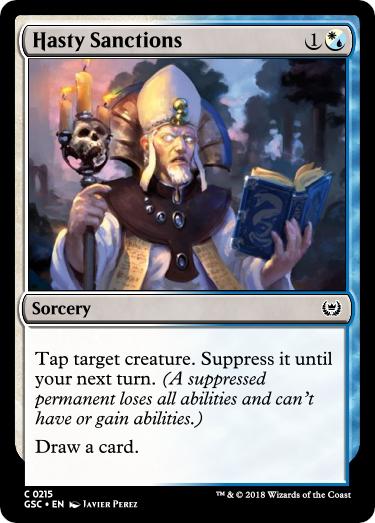 Hasty Sanctions 1
Sorcery
Tap target creature. Suppress it until
your next turn. (A suppressed
permanent loses all abilities and can't
have or gain abilities.)
Draw a card.
C 0215
GSC • EN Javier Perez
™ & © 2018 Wizards of the Coast